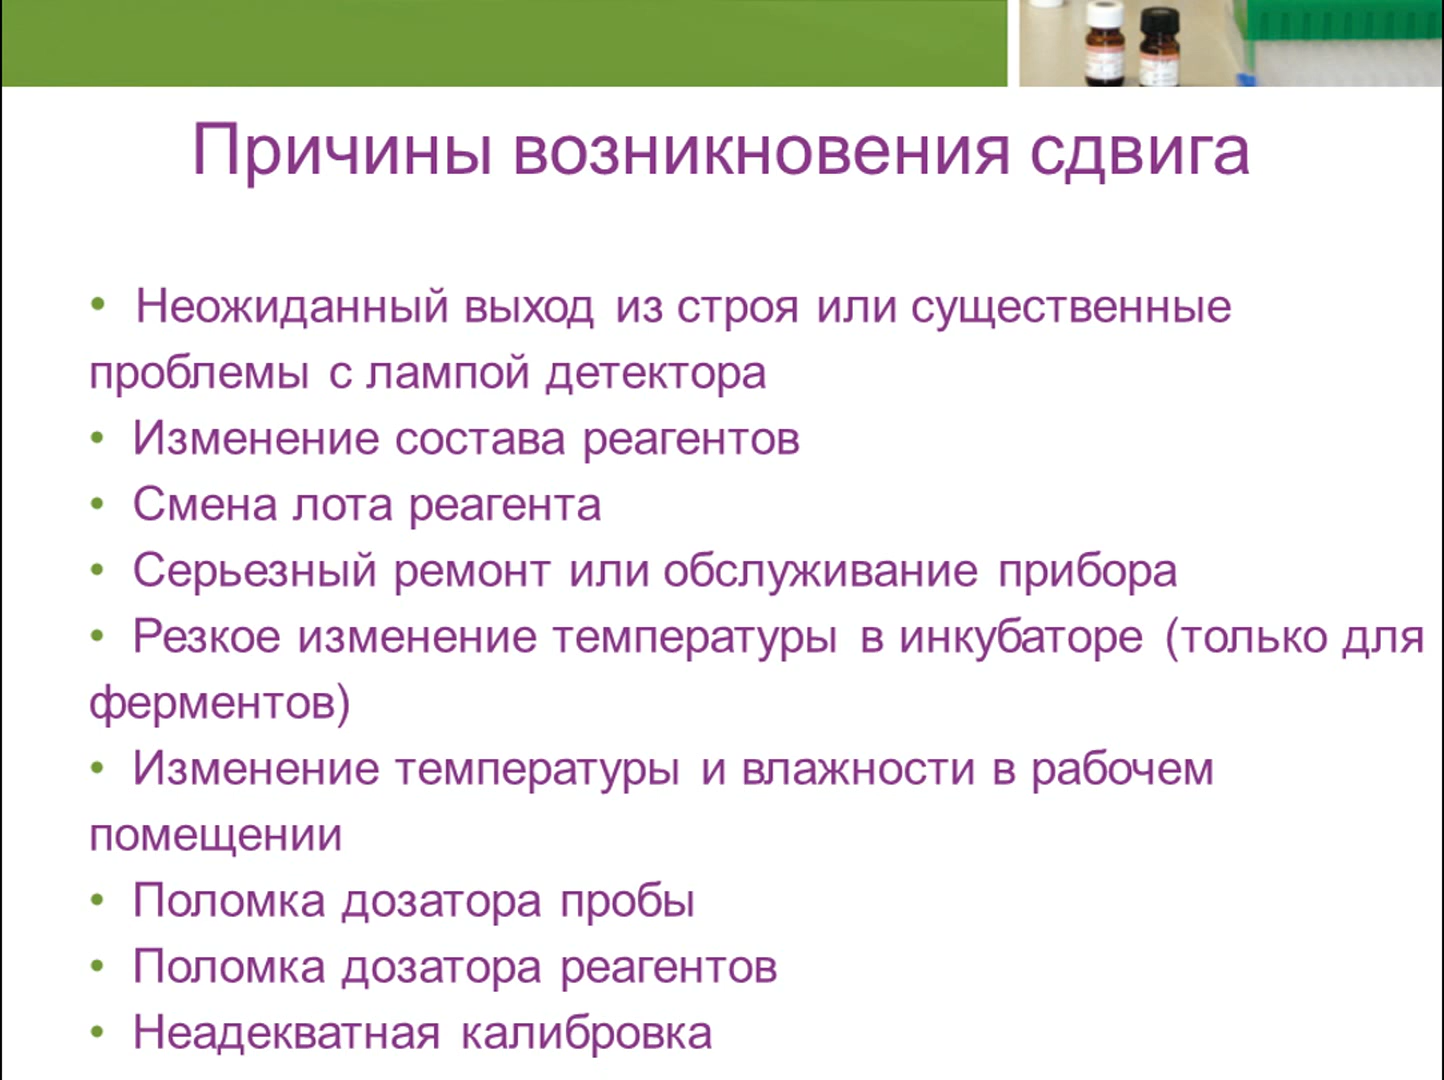 Причины возникновения сдвига
• Неожиданный выход из строя или существенные
проблемы с лампой детектора
• Изменение состава реагентов
• Смена лота реагента
• Серьезный ремонт или обслуживание прибора
• Резкое изменение температуры в инкубаторе (только для
ферментов)
• Изменение температуры и влажности в рабочем
помещении
• Поломка дозатора пробы
• Поломка дозатора реагентов
• Неадекватная калибровка